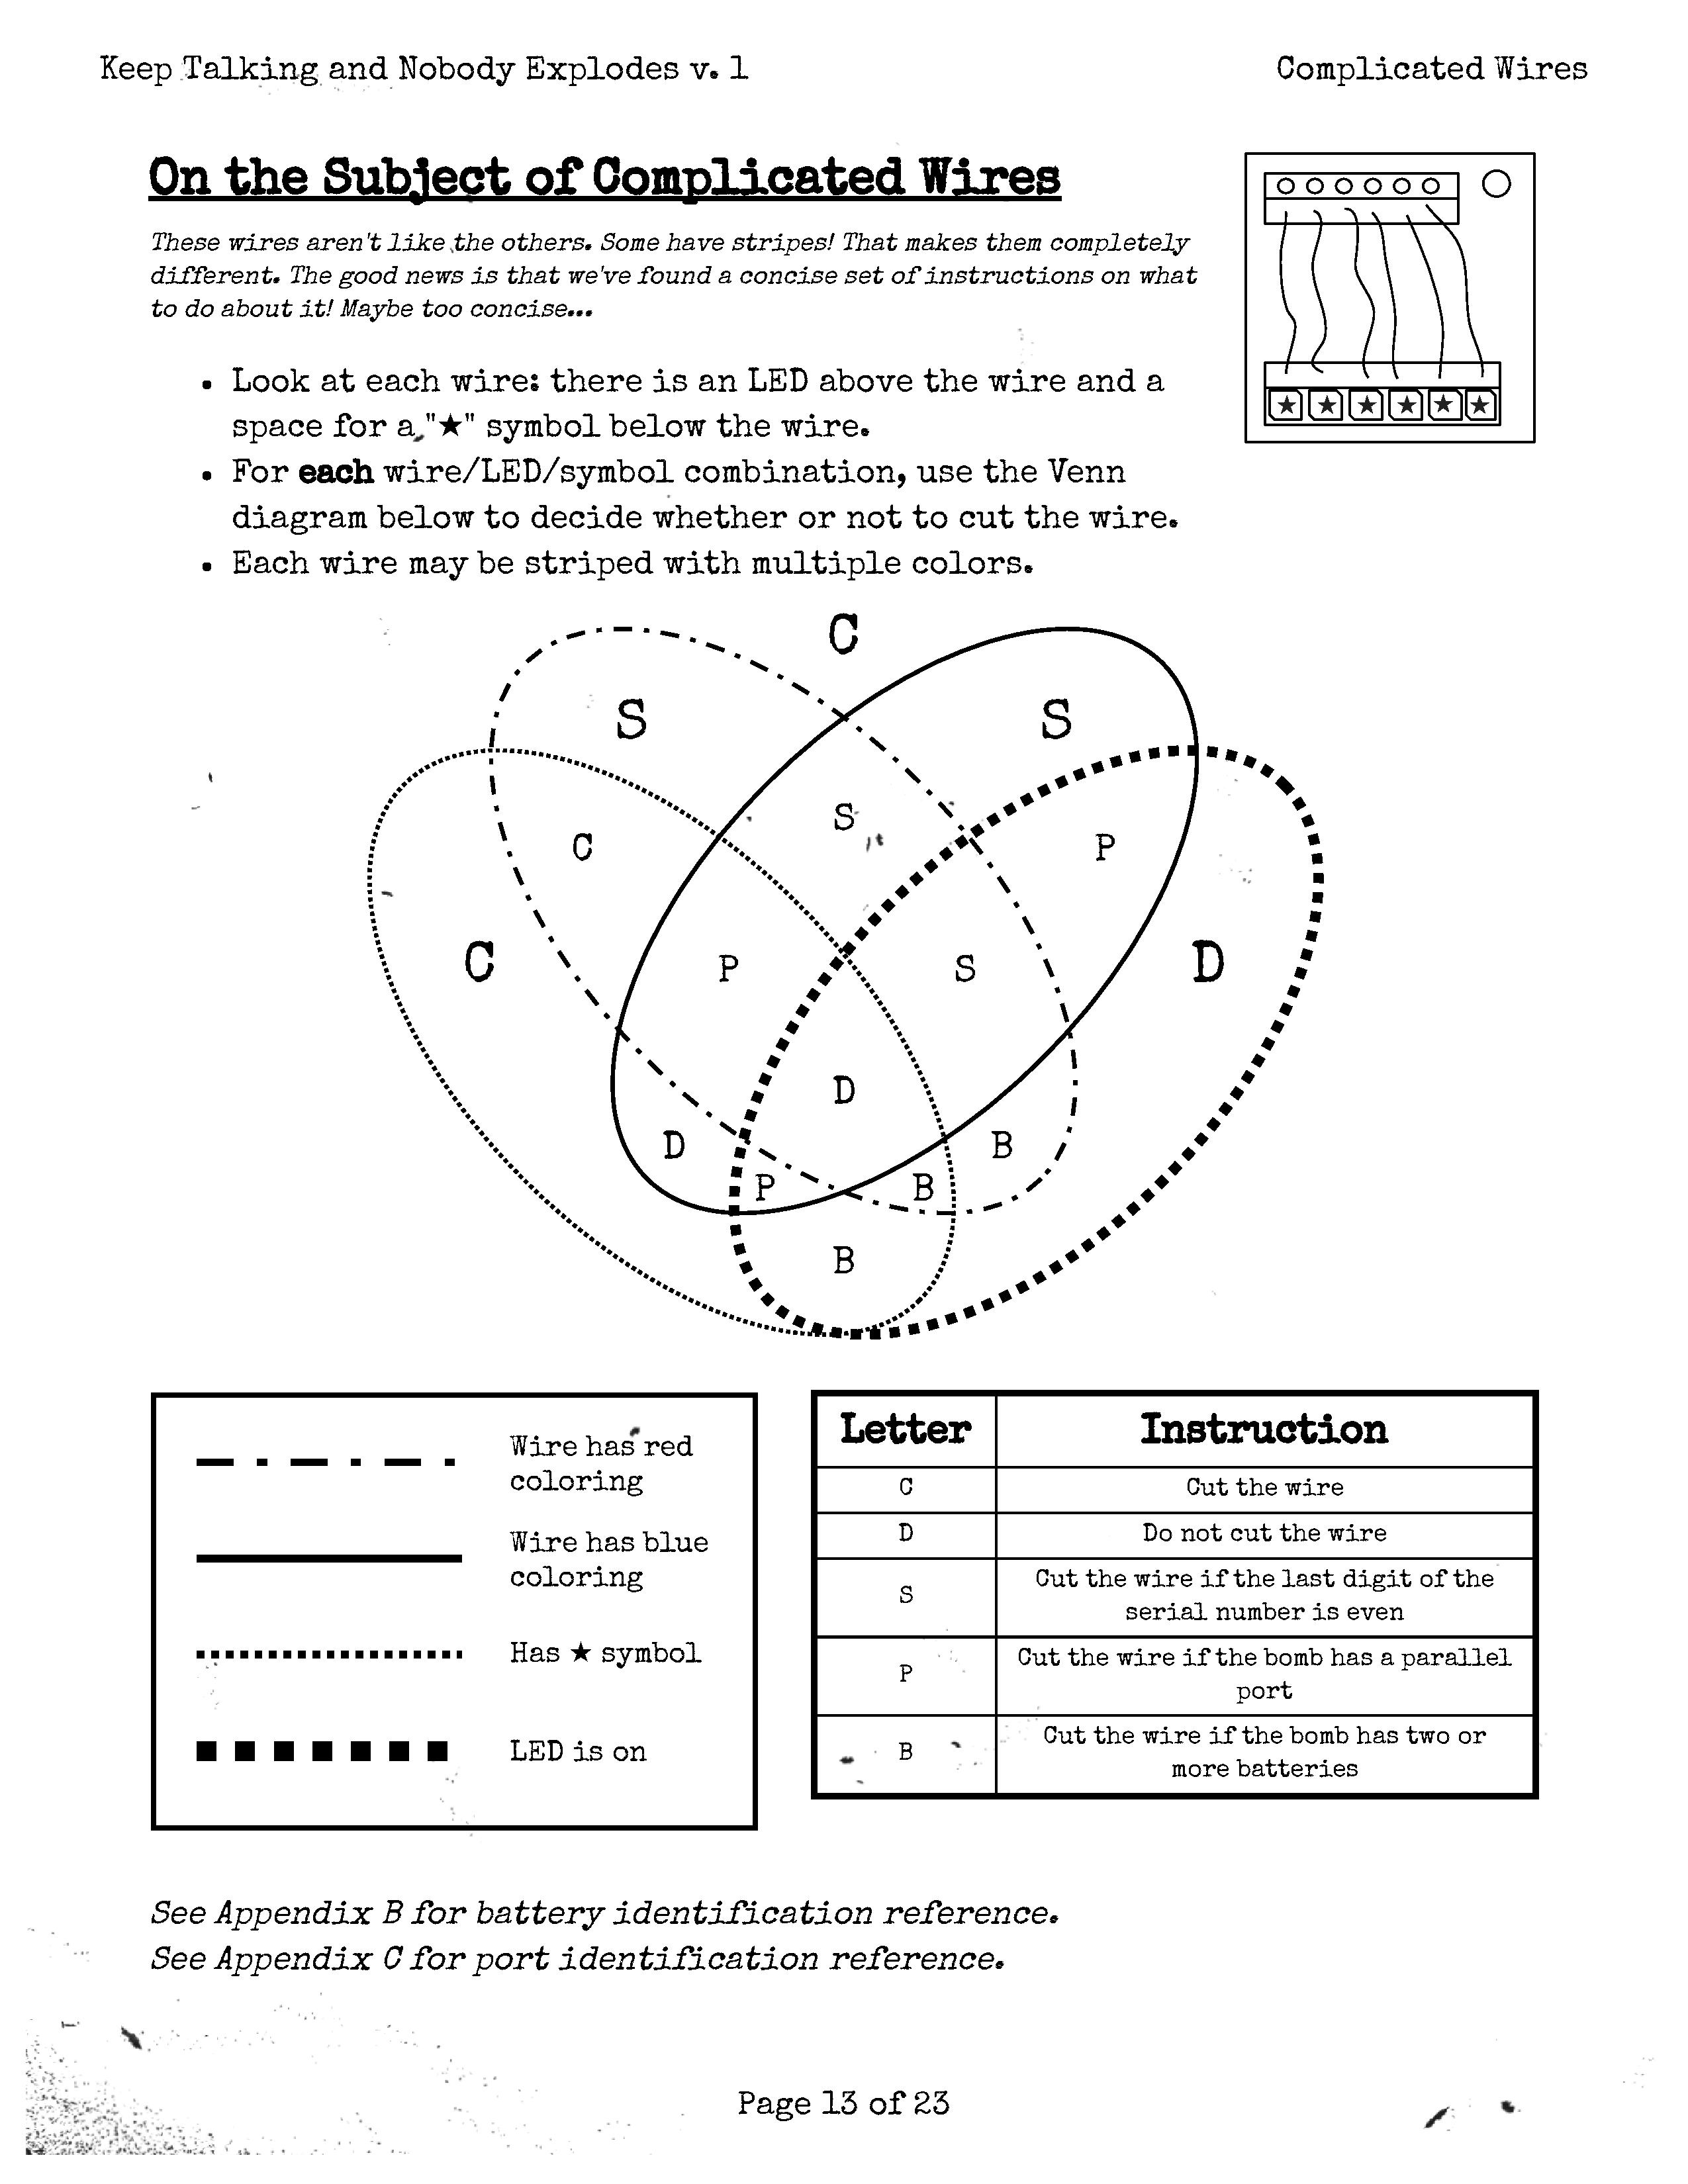 Keep Talking and Nobody Explodes v. 1
Complicated Wires
On the Subject of Complicated Wires
These wires aren't like the others. Some have stripes! That makes them completely
different. The good news is that we've found a concise set of instructions on what
to do about it! Maybe too concise...
• Look at each wire: there is an LED above the wire and a
space for a "★" symbol below the wire.
• For each wire/LED/symbol combination, use the Venn
diagram below to decide whether or not to cut the wire.
• Each wire may be striped with multiple colors.
★ ★ ★ ★ ★ ★
C
S S
S
C P
C P S D
D
D B
P B
B
Wire has red
coloring
Wire has blue
coloring
Has ★ symbol
LED is on
Letter Instruction
C Cut the wire
D Do not cut the wire
S Cut the wire if the last digit of the
serial number is even
P Cut the wire if the bomb has a parallel
port
B Cut the wire if the bomb has two or
more batteries
See Appendix B for battery identification reference.
See Appendix C for port identification reference.
Page 13 of 23